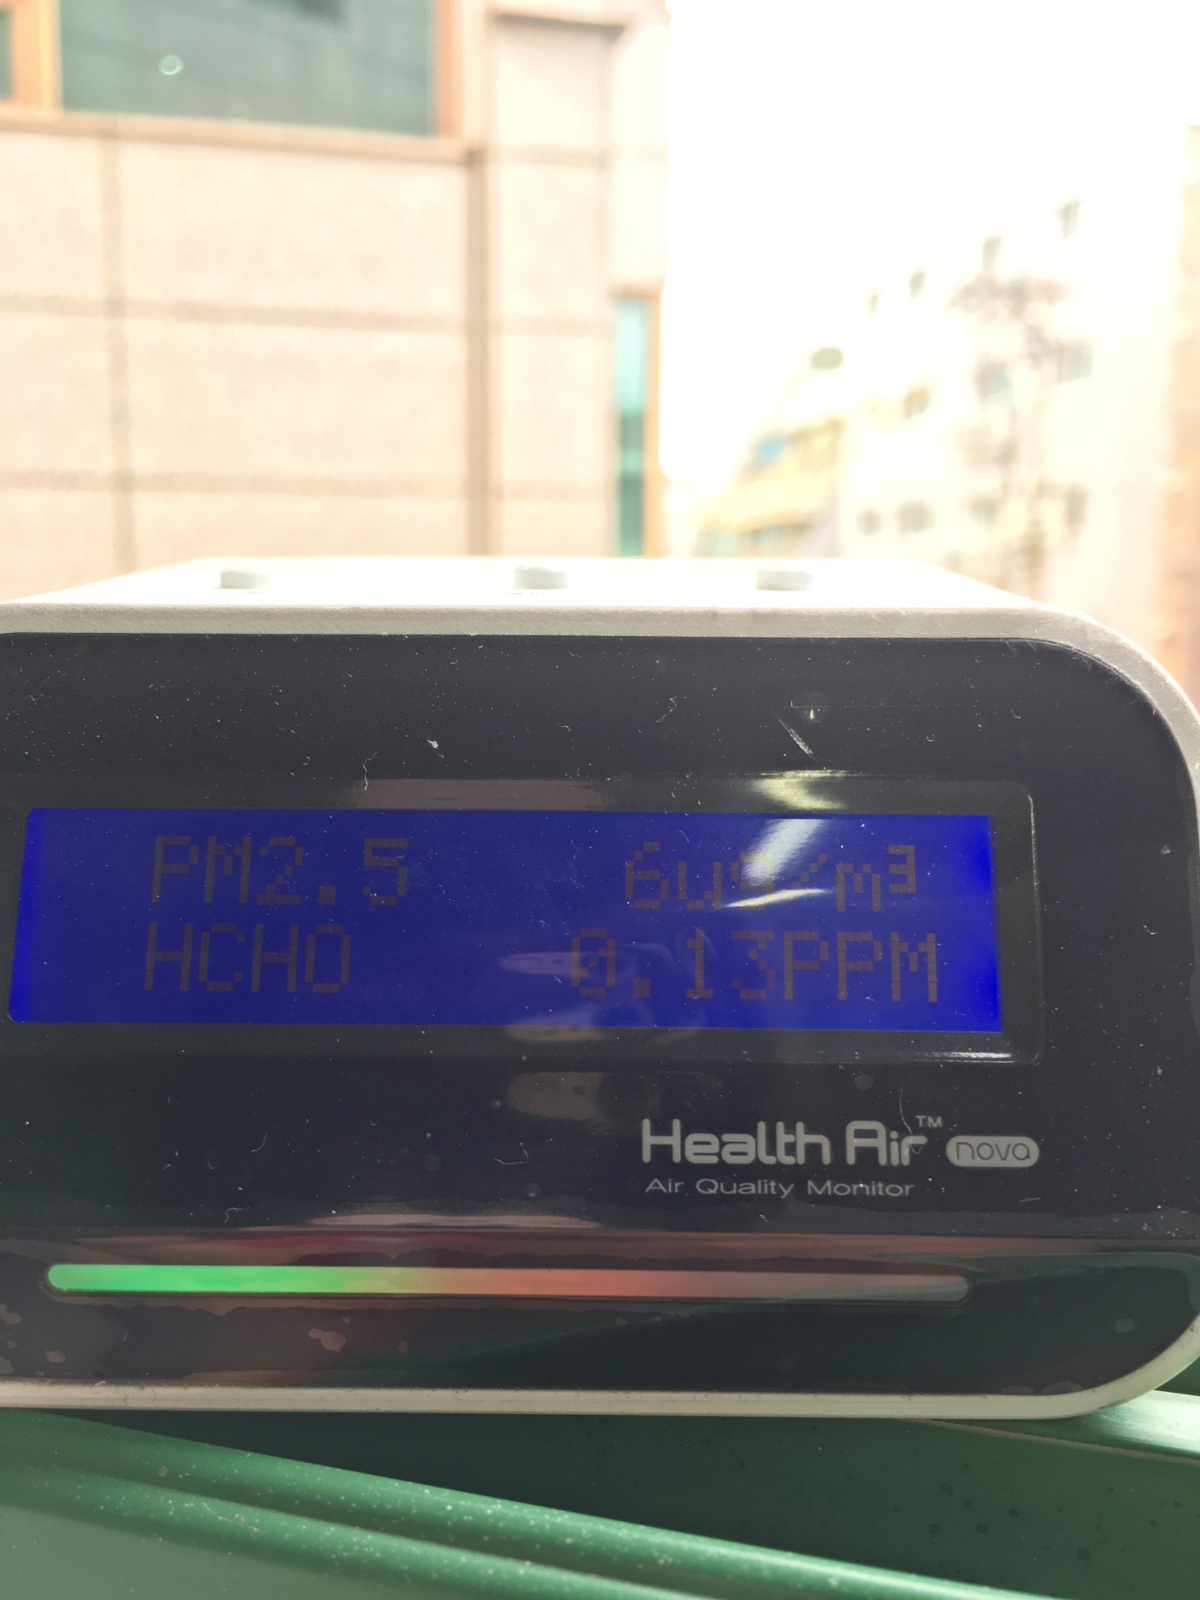 PM2.5 6ug/m³
HCHO 0.13PPM
Health Air™ nova
Air Quality Monitor